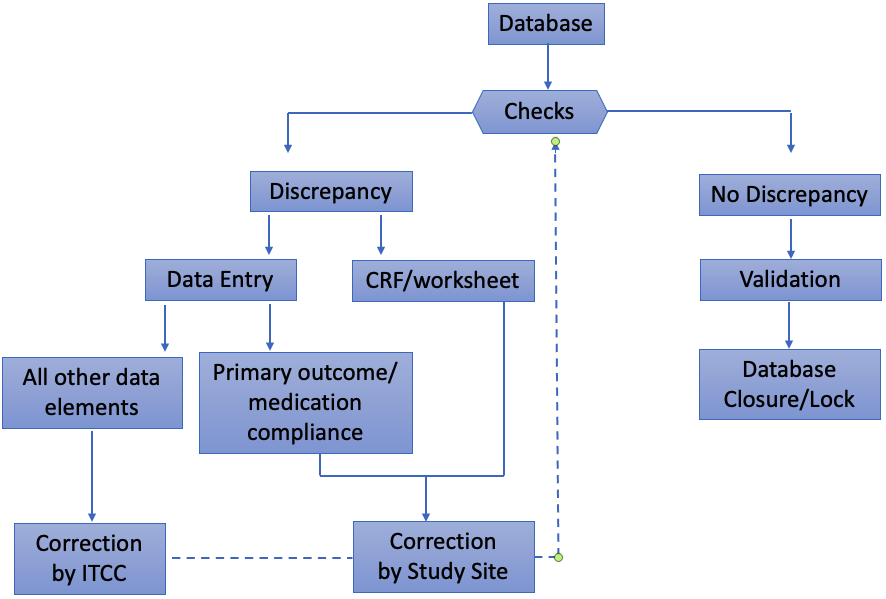 Database
Checks
Discrepancy
No Discrepancy
Data Entry
CRF/worksheet
Validation
All other data
elements
Primary outcome/
medication
compliance
Database
Closure/Lock
Correction
by ITCC
Correction
by Study Site